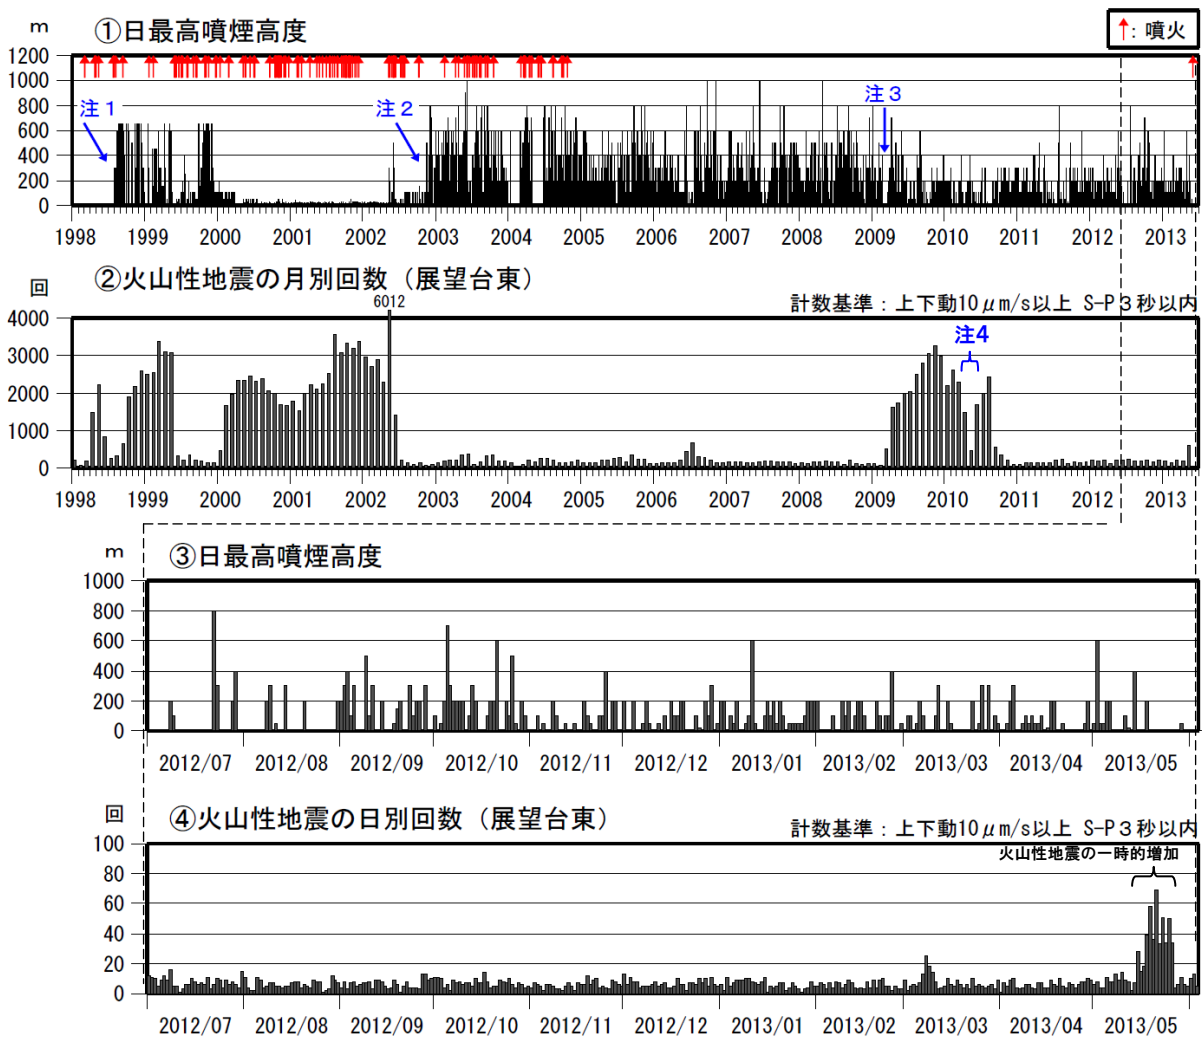 m ①日最高噴煙高度 ↑: 噴火
1200
1000
800
600
400
200
0
注1 注2 注3
1998 1999 2000 2001 2002 2003 2004 2005 2006 2007 2008 2009 2010 2011 2012 2013
回 ②火山性地震の月別回数（展望台東）
6012
計数基準：上下動10μm/s以上 S-P3秒以内
4000
3000
2000
1000
0
注4
1998 1999 2000 2001 2002 2003 2004 2005 2006 2007 2008 2009 2010 2011 2012 2013
m ③日最高噴煙高度
1000
800
600
400
200
0
2012/07 2012/08 2012/09 2012/10 2012/11 2012/12 2013/01 2013/02 2013/03 2013/04 2013/05
回 ④火山性地震の日別回数（展望台東）
計数基準：上下動10μm/s以上 S-P3秒以内
火山性地震の一時的増加
100
80
60
40
20
0
2012/07 2012/08 2012/09 2012/10 2012/11 2012/12 2013/01 2013/02 2013/03 2013/04 2013/05